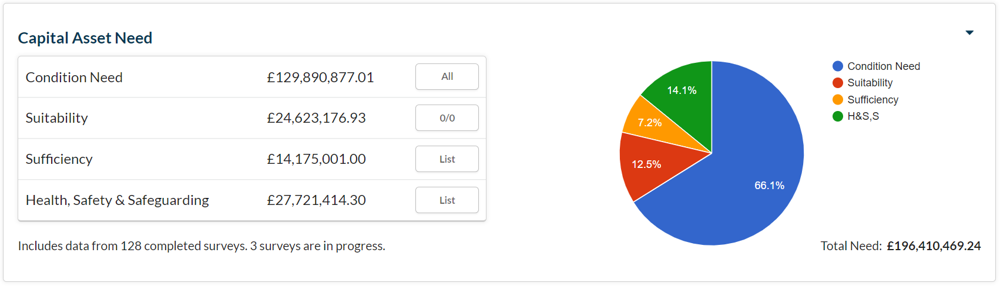 Capital Asset Need
Condition Need £129,890,877.01 All
Suitability £24,623,176.93 0/0
Sufficiency £14,175,001.00 List
Health, Safety & Safeguarding £27,721,414.30 List
Includes data from 128 completed surveys. 3 surveys are in progress.
14.1%
7.2%
12.5%
66.1%
Condition Need
Suitability
Sufficiency
H&S,S
Total Need: £196,410,469.24